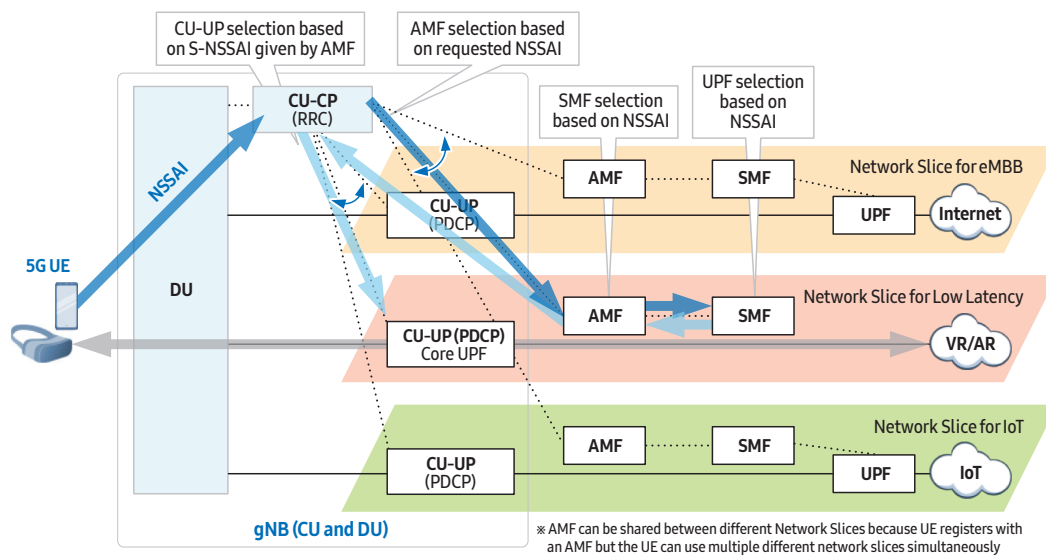 CU-UP selection based
on S-NSSAI given by AMF
AMF selection based
on requested NSSAI
SMF selection
based on NSSAI
UPF selection
based on
NSSAI
CU-CP
(RRC)
NSSAI
5G UE
DU
Network Slice for eMBB
AMF
SMF
CU-UP
(PDCP)
UPF
Internet
Network Slice for Low Latency
AMF
SMF
CU-UP (PDCP)
Core UPF
VR/AR
Network Slice for IoT
AMF
SMF
CU-UP
(PDCP)
UPF
IoT
gNB (CU and DU)
※ AMF can be shared between different Network Slices because UE registers with
an AMF but the UE can use multiple different network slices simultaneously